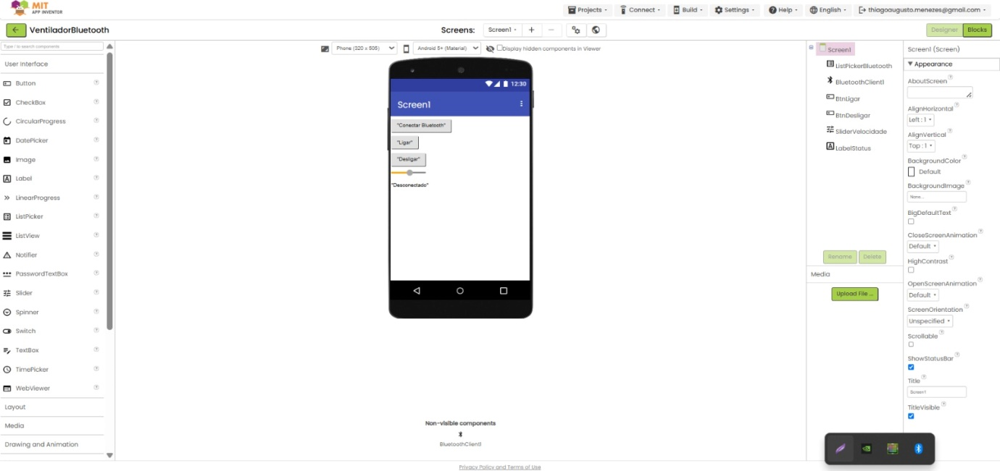 MIT
APP INVENTOR
Projects
Connect
Build
Settings
Help
English
thiagoaugusto.menezes@gmail.com
VentiladorBluetooth
Screens:
Screen1
Designer
Blocks
Type / to search components
User Interface
Button
CheckBox
CircularProgress
DatePicker
Image
Label
LinearProgress
ListPicker
ListView
Notifier
PasswordTextBox
Slider
Spinner
Switch
TextBox
TimePicker
WebViewer
Layout
Media
Drawing and Animation
Phone (320 x 505)
Android 5+ (Material)
Display hidden components in Viewer
12:30
Screen1
"Conectar Bluetooth"
"Ligar"
"Desligar"
"Desconectado"
Non-visible components
BluetoothClient1
Screen1
ListPickerBluetooth
BluetoothClient1
BtnLigar
BtnDesligar
SliderVelocidade
LabelStatus
Rename
Delete
Media
Upload File ...
Screen1 (Screen)
Appearance
AboutScreen
AlignHorizontal
Left : 1
AlignVertical
Top : 1
BackgroundColor
Default
BackgroundImage
None...
BigDefaultText
CloseScreenAnimation
Default
HighContrast
OpenScreenAnimation
Default
ScreenOrientation
Unspecified
Scrollable
ShowStatusBar
Title
Screen1
TitleVisible
Privacy Policy and Terms of Use